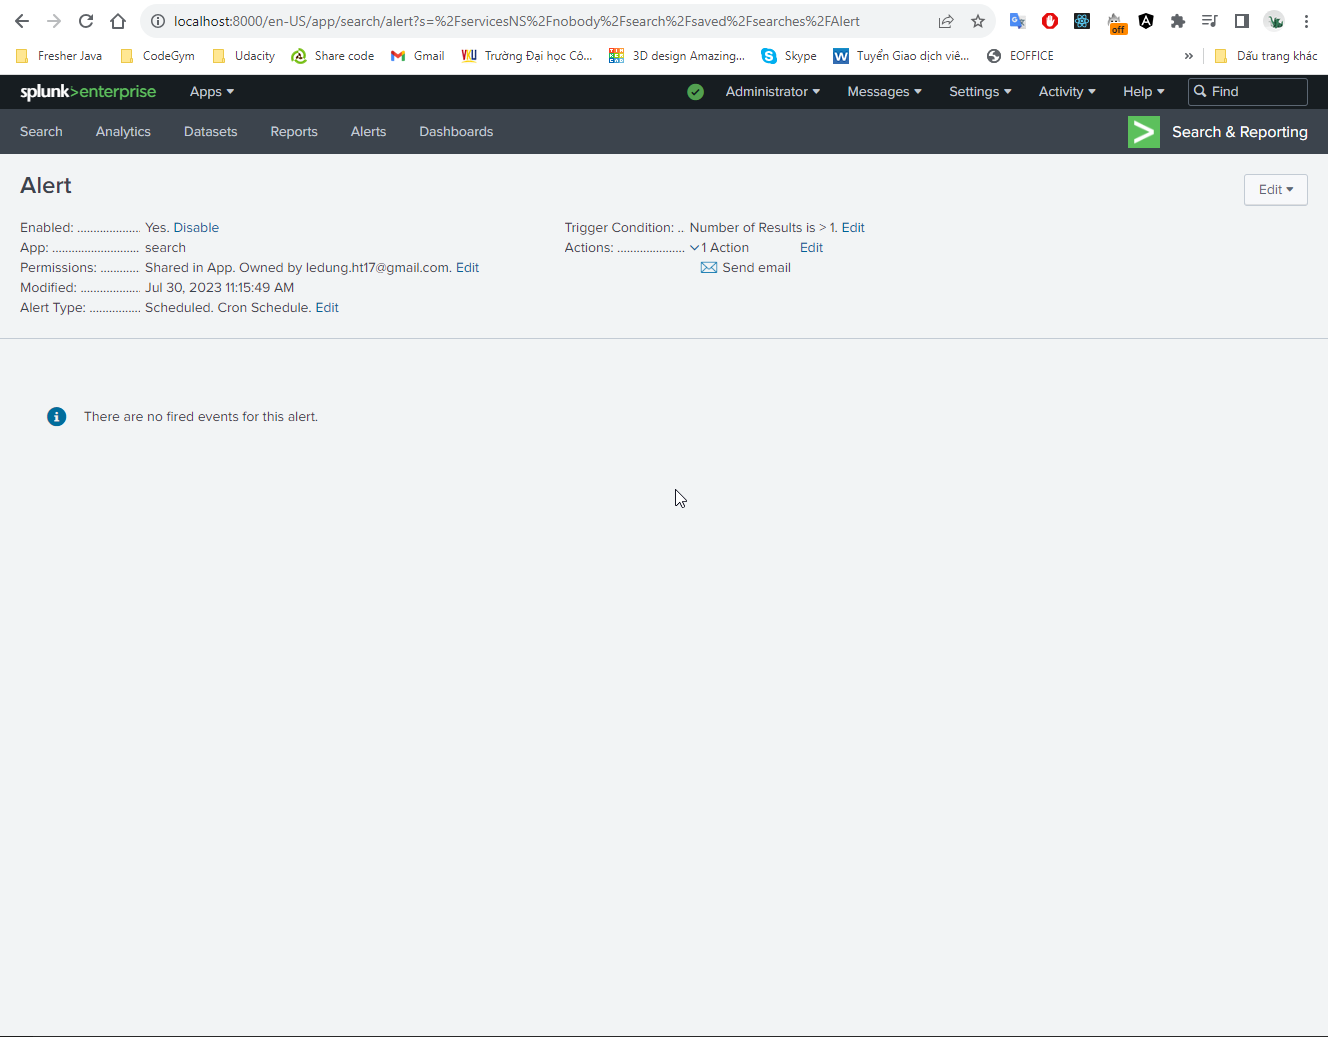 localhost:8000/en-US/app/search/alert?s=%2FservicesNS%2Fnobody%2Fsearch%2Fsaved%2Fsearches%2FAlert
off
Fresher Java CodeGym Udacity Share code Gmail Trường Đại học Cô... 3D design Amazing... Skype Tuyển Giao dịch viê... EOFFICE » Dấu trang khác
splunk>enterprise Apps Administrator Messages Settings Activity Help Find
Search Analytics Datasets Reports Alerts Dashboards Search & Reporting
Alert
Edit
Enabled: ................... Yes. Disable
App: .......................... search
Permissions: ............ Shared in App. Owned by ledung.ht17@gmail.com. Edit
Modified: .................. Jul 30, 2023 11:15:49 AM
Alert Type: ............... Scheduled. Cron Schedule. Edit
Trigger Condition: .. Number of Results is > 1. Edit
Actions: .................... 1 Action Edit
Send email
There are no fired events for this alert.